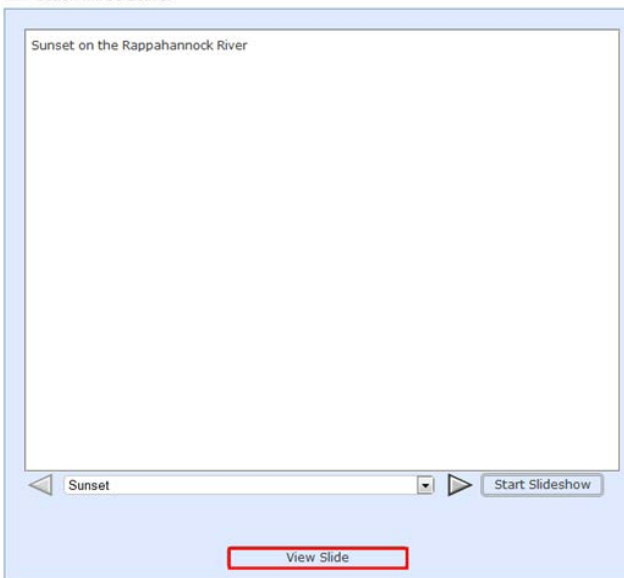 Sunset on the Rappahannock River
Sunset
Start Slideshow
View Slide